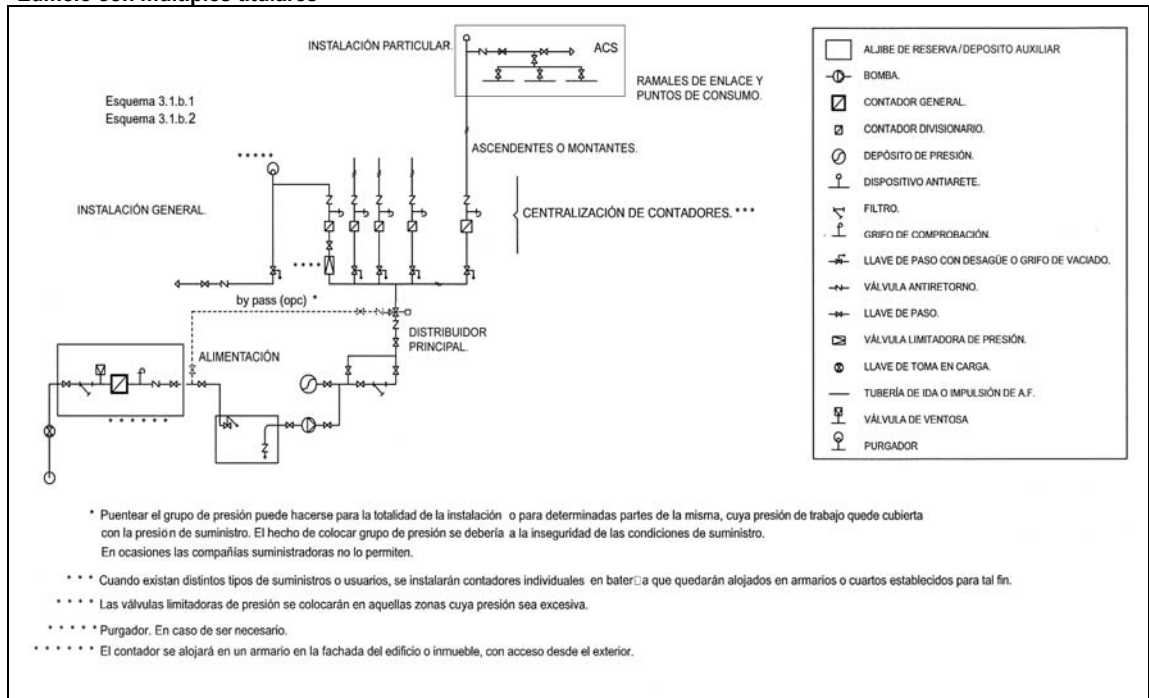 Edificio con múltiples titulares
INSTALACIÓN PARTICULAR.
ACS
RAMALES DE ENLACE Y
PUNTOS DE CONSUMO.
Esquema 3.1.b.1
Esquema 3.1.b.2
ASCENDENTES O MONTANTES.
* * * * *
INSTALACIÓN GENERAL.
CENTRALIZACIÓN DE CONTADORES. * * *
* * * *
by pass (opc) *
DISTRIBUIDOR
PRINCIPAL.
ALIMENTACIÓN
* * * * * *
ALJIBE DE RESERVA/DEPOSITO AUXILIAR
BOMBA.
CONTADOR GENERAL.
CONTADOR DIVISIONARIO.
DEPÓSITO DE PRESIÓN.
DISPOSITIVO ANTIARETE.
FILTRO.
GRIFO DE COMPROBACIÓN.
LLAVE DE PASO CON DESAGÜE O GRIFO DE VACIADO.
VÁLVULA ANTIRETORNO.
LLAVE DE PASO.
VÁLVULA LIMITADORA DE PRESIÓN.
LLAVE DE TOMA EN CARGA.
TUBERÍA DE IDA O IMPULSIÓN DE A.F.
VÁLVULA DE VENTOSA
PURGADOR
* Puentear el grupo de presión puede hacerse para la totalidad de la instalación o para determinadas partes de la misma, cuya presión de trabajo quede cubierta
con la presion de suministro. El hecho de colocar grupo de presión se debería a la inseguridad de las condiciones de suministro.
En ocasiones las compañías suministradoras no lo permiten.
* * * Cuando existan distintos tipos de suministros o usuarios, se instalarán contadores individuales en bater□a que quedarán alojados en armarios o cuartos establecidos para tal fin.
* * * * Las válvulas limitadoras de presión se colocarán en aquellas zonas cuya presión sea excesiva.
* * * * * Purgador. En caso de ser necesario.
* * * * * * El contador se alojará en un armario en la fachada del edificio o inmueble, con acceso desde el exterior.